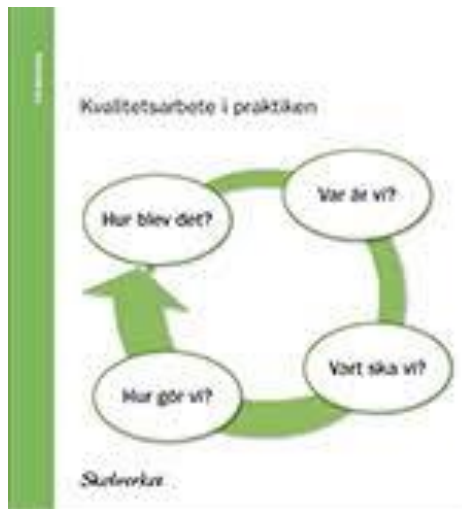 Kvalitetsarbete i praktiken
Var är vi?
Hur blev det?
Vart ska vi?
Hur gör vi?
Skolverket